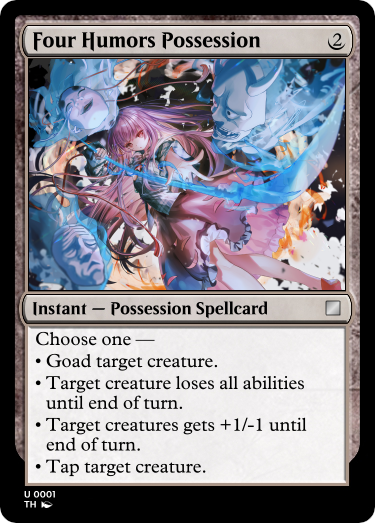 Four Humors Possession 2
Instant — Possession Spellcard
Choose one —
• Goad target creature.
• Target creature loses all abilities
until end of turn.
• Target creatures gets +1/-1 until
end of turn.
• Tap target creature.
U 0001
TH